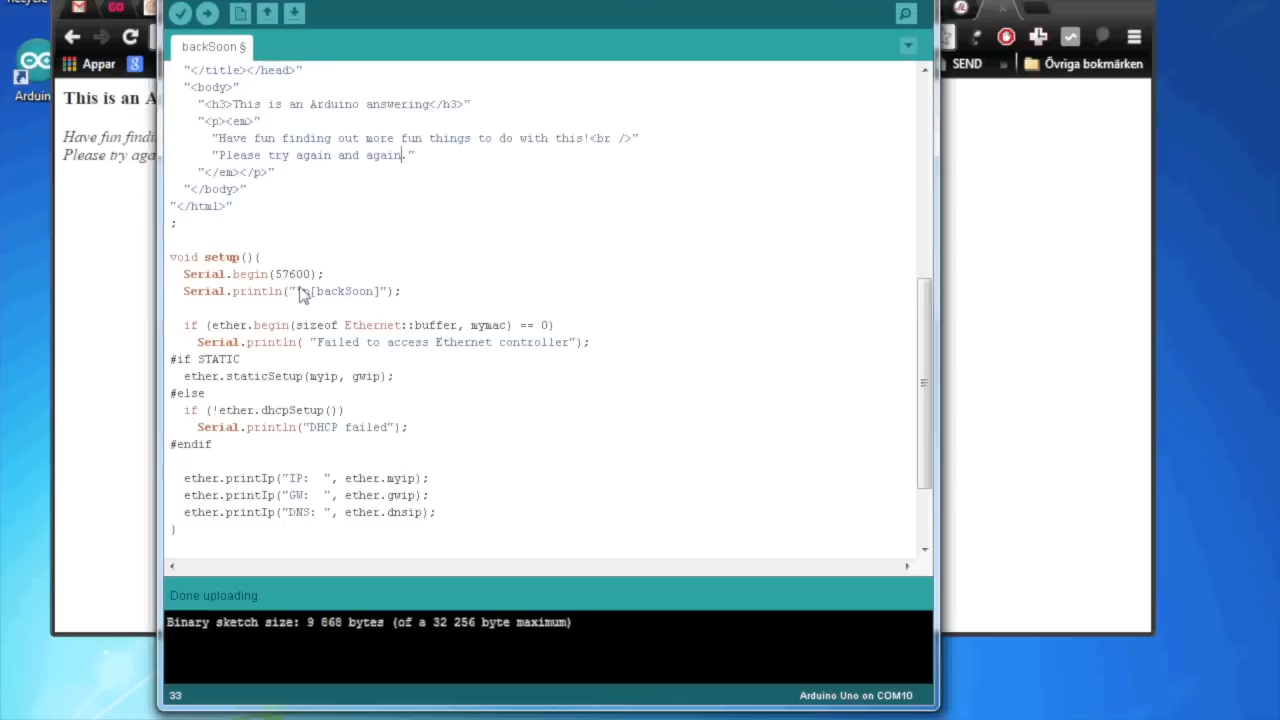 GO
Appar
SEND
»
Övriga bokmärken
Arduin
This is an A
Have fun findi
Please try aga
backSoon §
"</title></head>"
"<body>"
"<h3>This is an Arduino answering</h3>"
"<p><em>"
"Have fun finding out more fun things to do with this!<br />"
"Please try again and again."
"</em></p>"
"</body>"
"</html>"
;
void setup(){
Serial.begin(57600);
Serial.println("\n[backSoon]");
if (ether.begin(sizeof Ethernet::buffer, mymac) == 0)
Serial.println( "Failed to access Ethernet controller");
#if STATIC
ether.staticSetup(myip, gwip);
#else
if (!ether.dhcpSetup())
Serial.println("DHCP failed");
#endif
ether.printIp("IP:  ", ether.myip);
ether.printIp("GW:  ", ether.gwip);
ether.printIp("DNS: ", ether.dnsip);
}
Done uploading.
Binary sketch size: 9 868 bytes (of a 32 256 byte maximum)
33
Arduino Uno on COM10